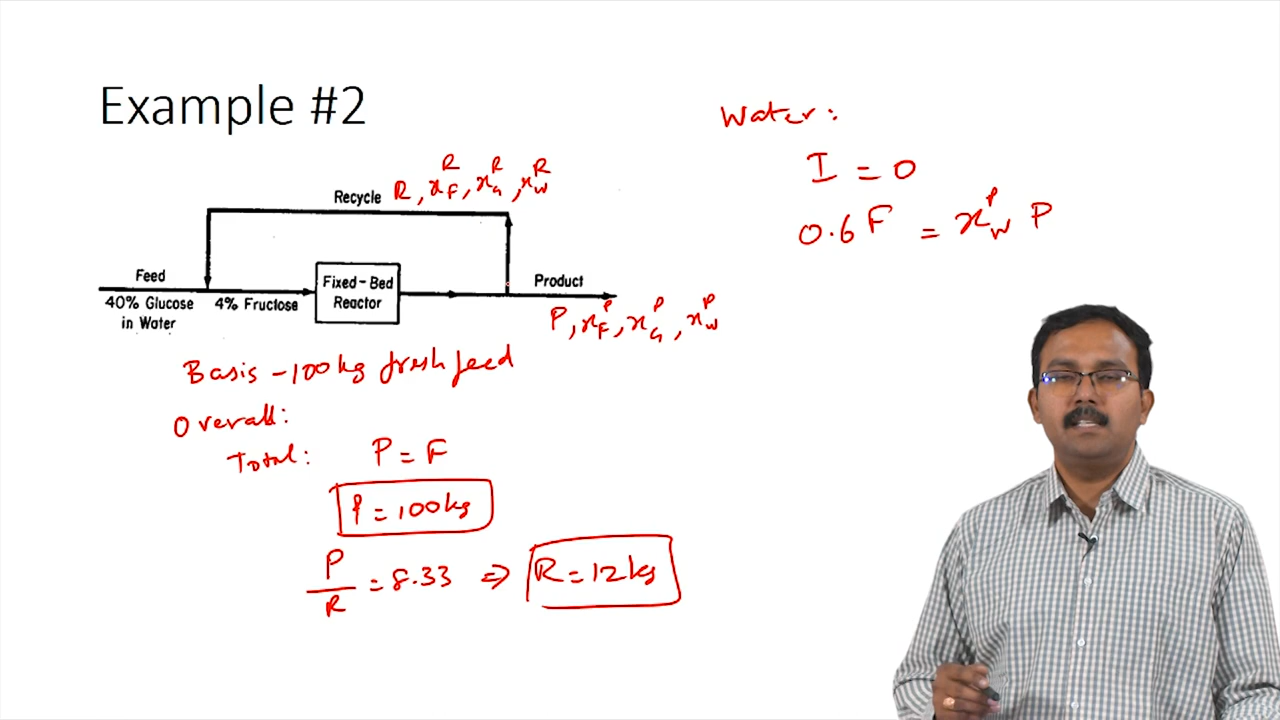 Example #2
Recycle R, x_F^R, x_G^R, x_W^R
Feed
40% Glucose
in Water
4% Fructose
Fixed-Bed
Reactor
Product
P, x_F^P, x_G^P, x_W^P
Basis - 100 kg fresh feed
Overall:
Total: P = F
P = 100 kg
P/R = 8.33 ⇒ R = 12 kg
Water:
I = 0
0.6 F = x_W^P P